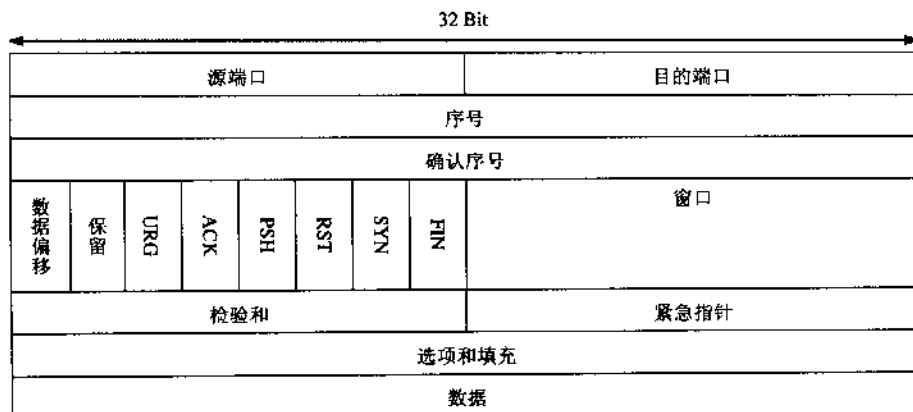 32 Bit
源端口
目的端口
序号
确认序号
数据偏移
保留
URG
ACK
PSH
RST
SYN
FIN
窗口
检验和
紧急指针
选项和填充
数据